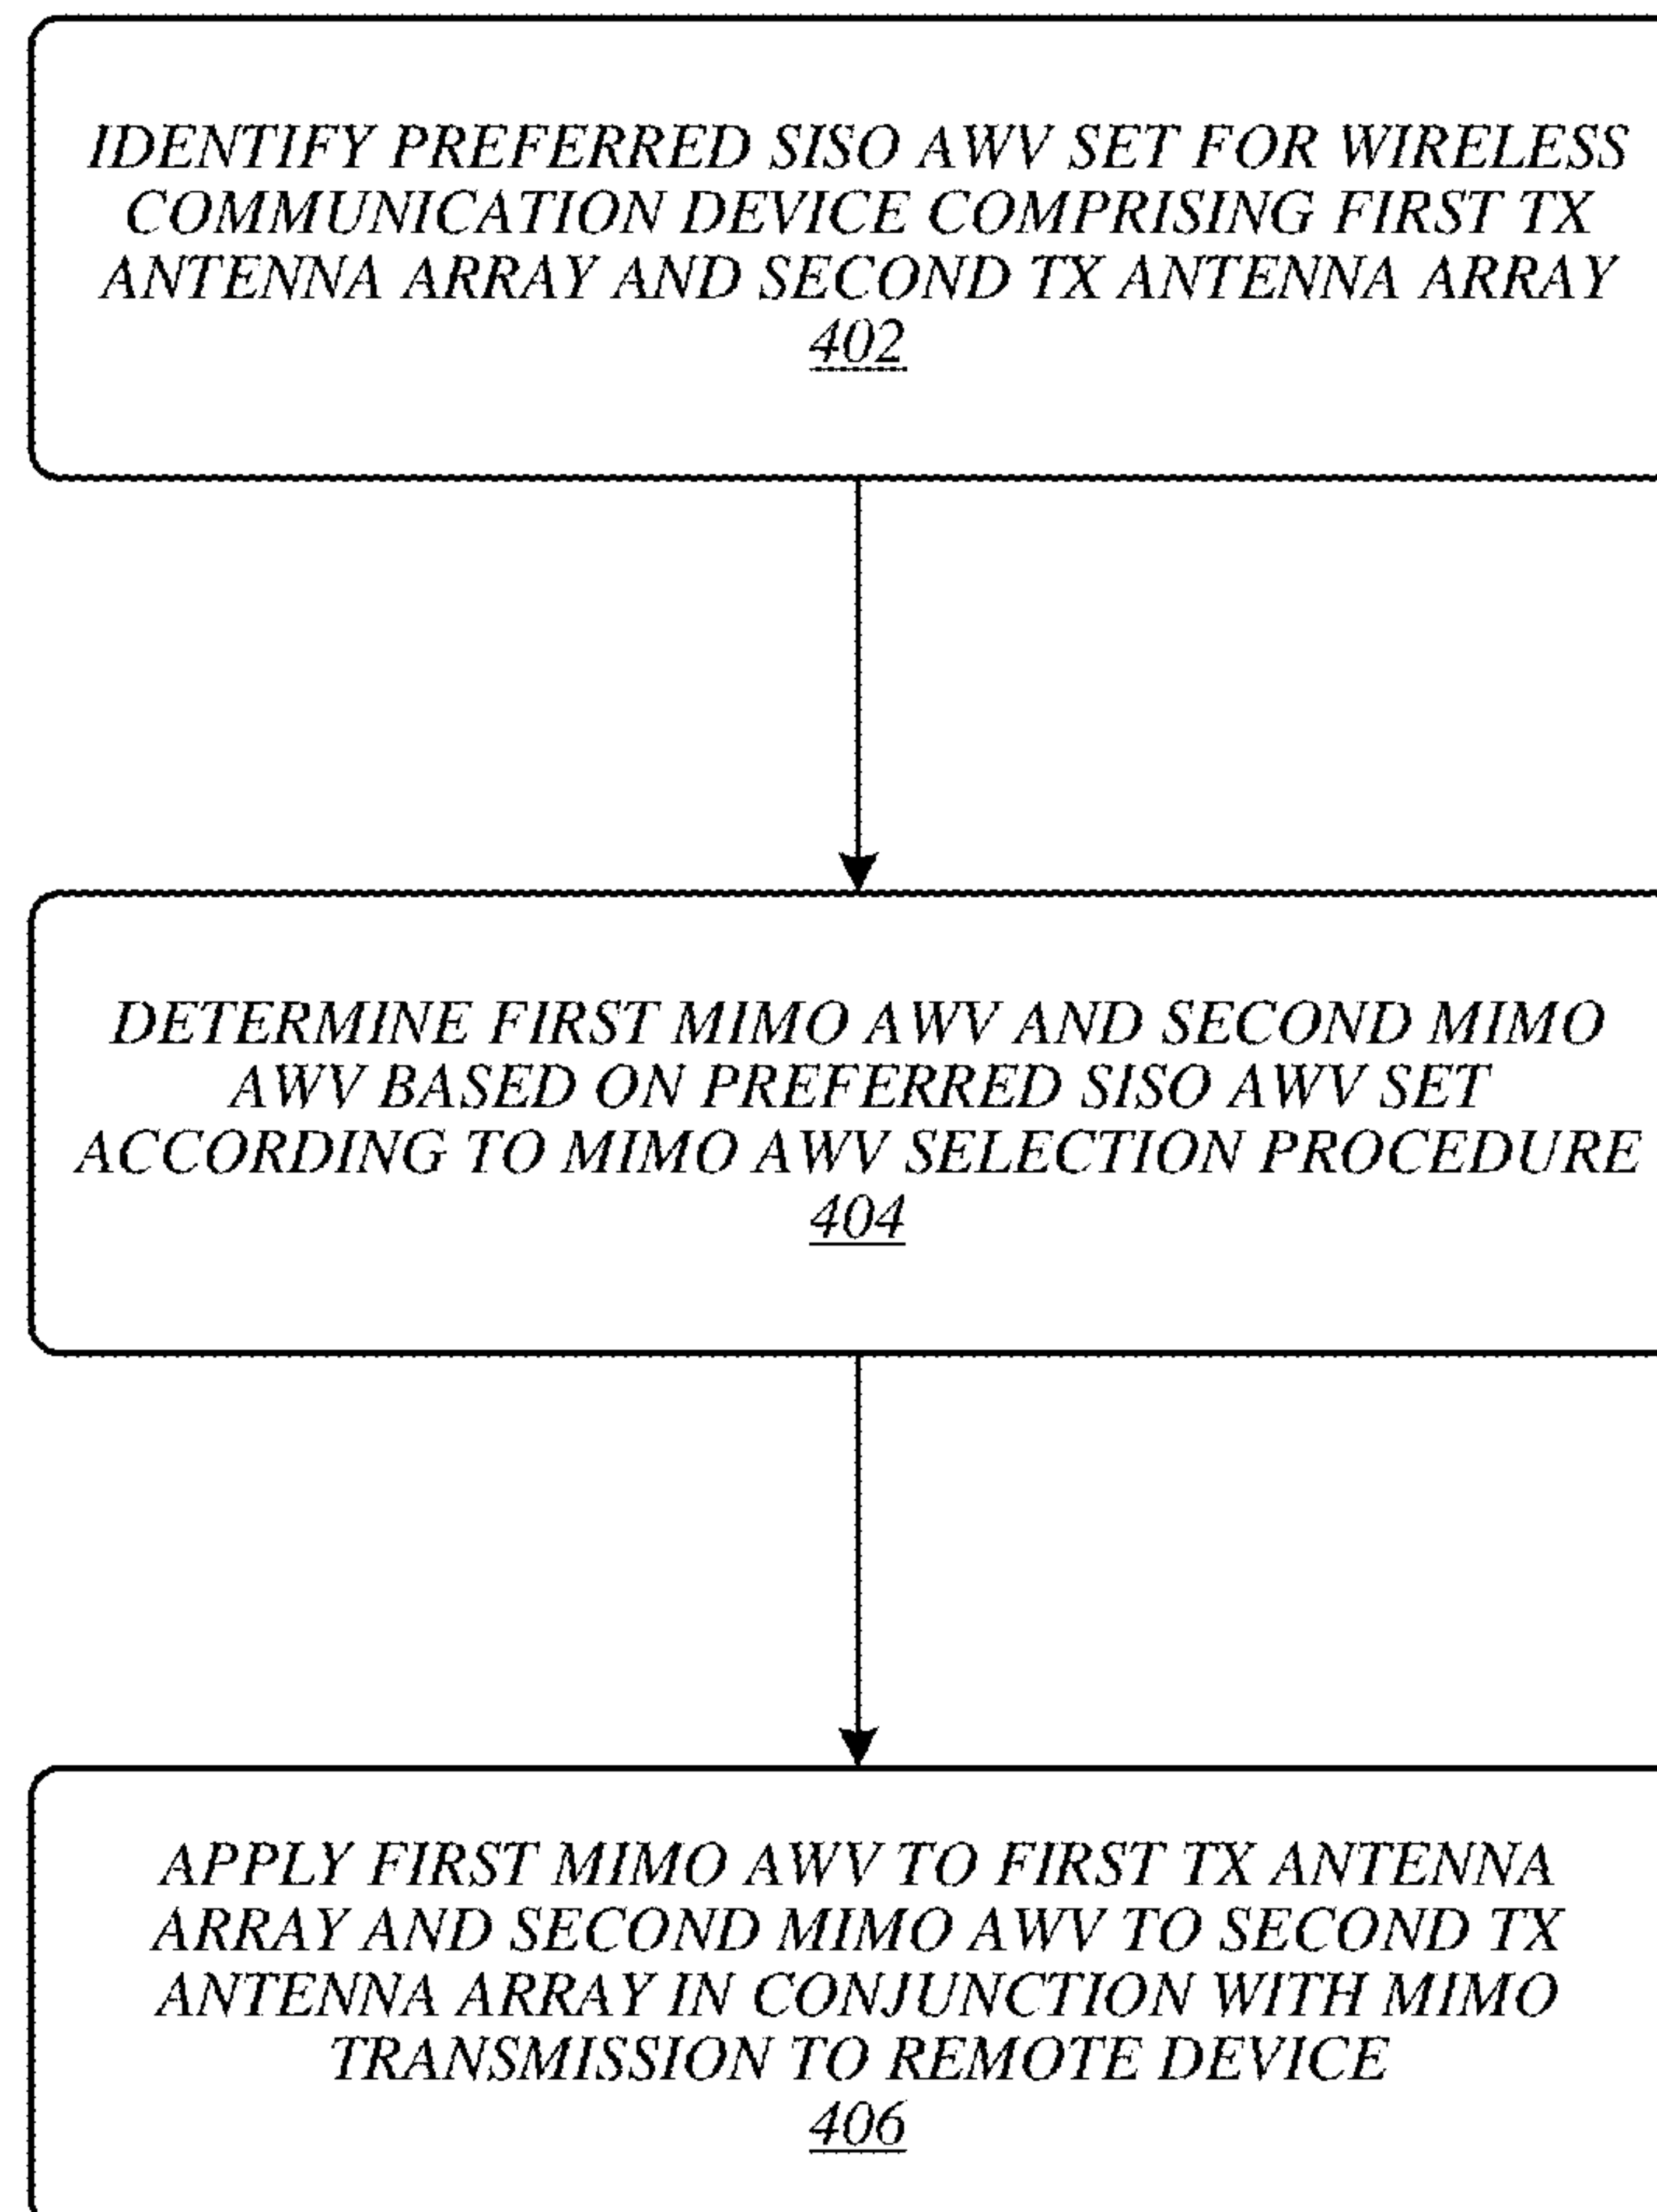 IDENTIFY PREFERRED SISO AWV SET FOR WIRELESS
COMMUNICATION DEVICE COMPRISING FIRST TX
ANTENNA ARRAY AND SECOND TX ANTENNA ARRAY
402
DETERMINE FIRST MIMO AWV AND SECOND MIMO
AWV BASED ON PREFERRED SISO AWV SET
ACCORDING TO MIMO AWV SELECTION PROCEDURE
404
APPLY FIRST MIMO AWV TO FIRST TX ANTENNA
ARRAY AND SECOND MIMO AWV TO SECOND TX
ANTENNA ARRAY IN CONJUNCTION WITH MIMO
TRANSMISSION TO REMOTE DEVICE
406